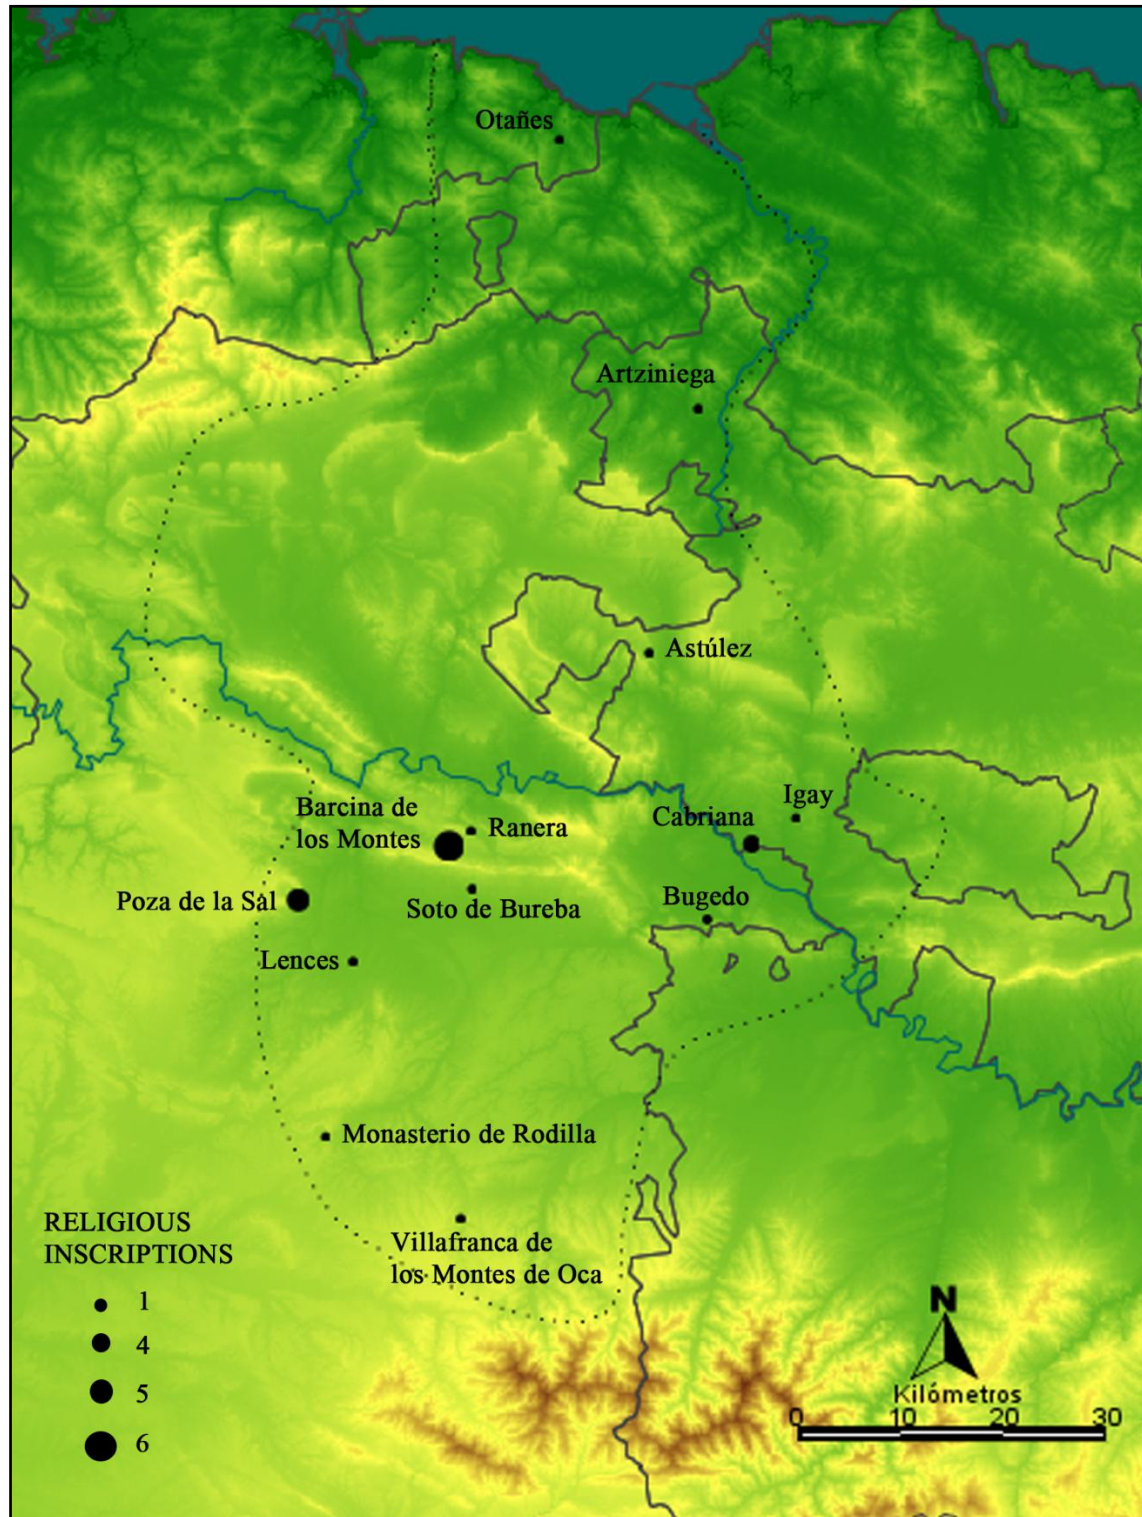 Otañes
Artziniega
Astúlez
Igay
Barcina de
los Montes
Ranera
Cabriana
Poza de la Sal
Soto de Bureba
Bugedo
Lences
Monasterio de Rodilla
Villafranca de
los Montes de Oca
RELIGIOUS
INSCRIPTIONS
1
4
5
6
N
Kilómetros
0 10 20 30